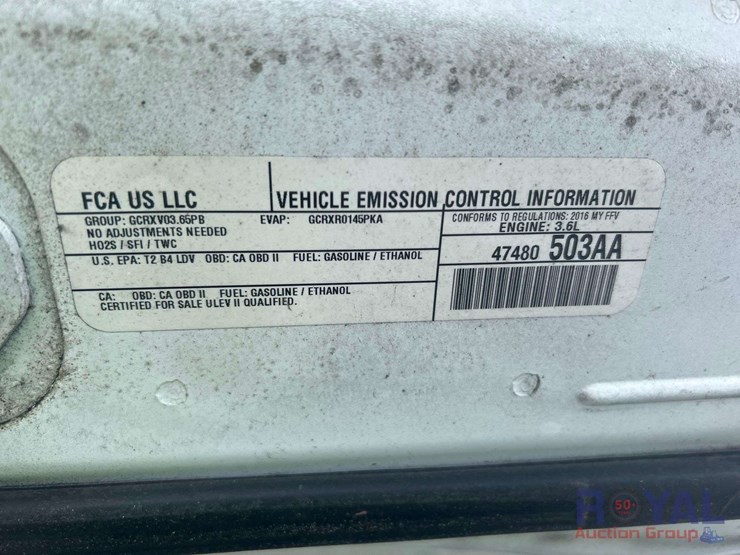 FCA US LLC
VEHICLE EMISSION CONTROL INFORMATION
GROUP: GCRXV03.65PB EVAP: GCRXR0145PKA
NO ADJUSTMENTS NEEDED
HO2S / SFI / TWC
CONFORMS TO REGULATIONS: 2016 MY FFV
ENGINE: 3.6L
U.S. EPA: T2 B4 LDV OBD: CA OBD II FUEL: GASOLINE / ETHANOL
47480 503AA
CA: OBD: CA OBD II FUEL: GASOLINE / ETHANOL
CERTIFIED FOR SALE ULEV II QUALIFIED.
50
ROYAL
Auction Group